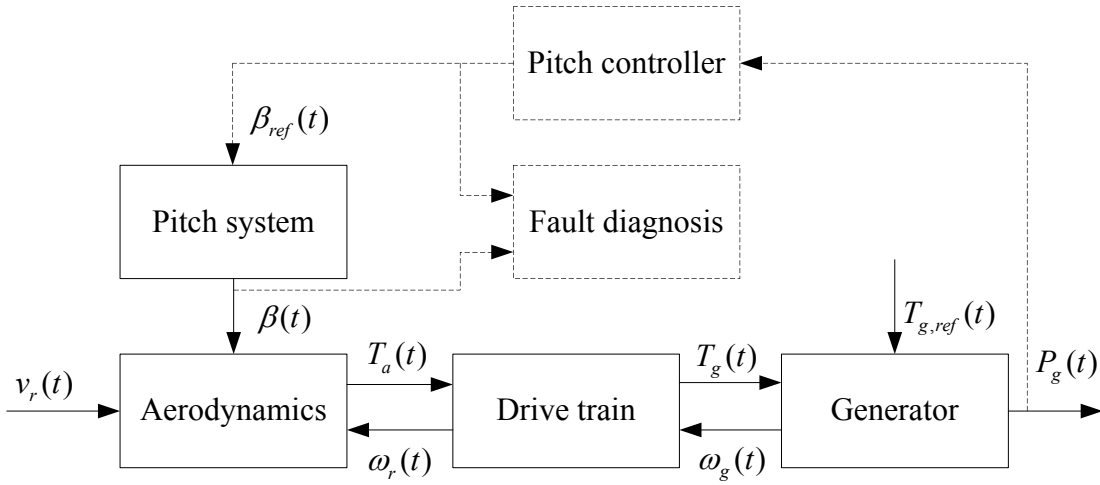 Pitch controller
β_ref(t)
Pitch system
Fault diagnosis
β(t)
T_g,ref(t)
T_a(t)
T_g(t)
P_g(t)
v_r(t)
Aerodynamics
Drive train
Generator
ω_r(t)
ω_g(t)